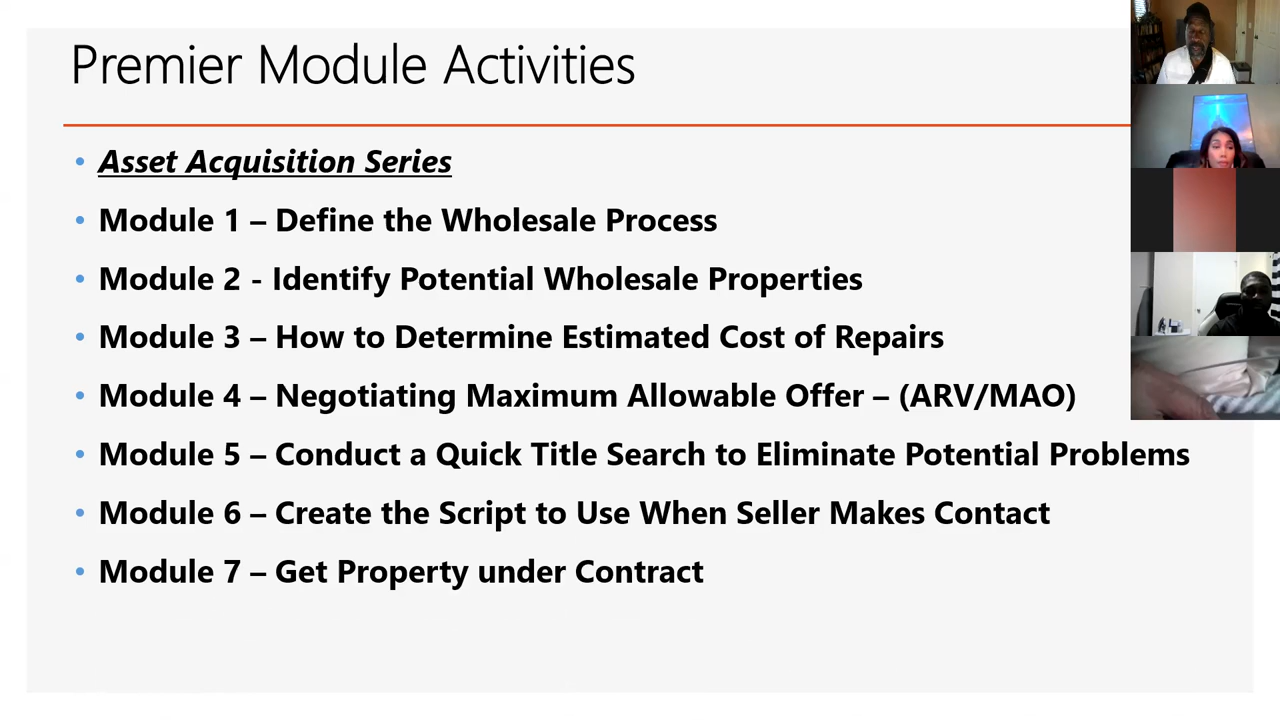 Premier Module Activities
• Asset Acquisition Series
• Module 1 – Define the Wholesale Process
• Module 2 - Identify Potential Wholesale Properties
• Module 3 – How to Determine Estimated Cost of Repairs
• Module 4 – Negotiating Maximum Allowable Offer – (ARV/MAO)
• Module 5 – Conduct a Quick Title Search to Eliminate Potential Problems
• Module 6 – Create the Script to Use When Seller Makes Contact
• Module 7 – Get Property under Contract